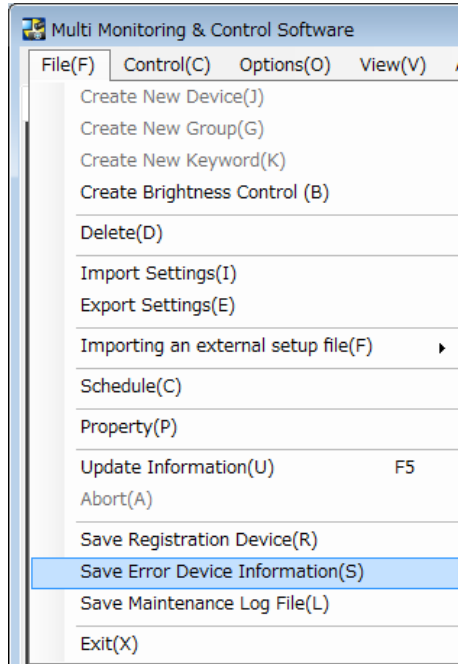 Multi Monitoring & Control Software
File(F) Control(C) Options(O) View(V)
Create New Device(J)
Create New Group(G)
Create New Keyword(K)
Create Brightness Control (B)
Delete(D)
Import Settings(I)
Export Settings(E)
Importing an external setup file(F)
Schedule(C)
Property(P)
Update Information(U) F5
Abort(A)
Save Registration Device(R)
Save Error Device Information(S)
Save Maintenance Log File(L)
Exit(X)